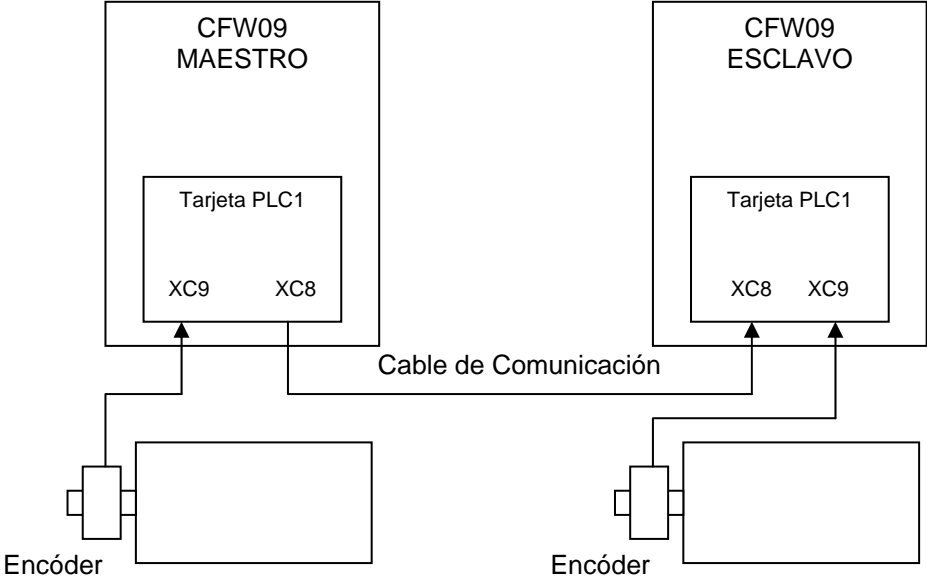 CFW09
MAESTRO
CFW09
ESCLAVO
Tarjeta PLC1
Tarjeta PLC1
XC9
XC8
XC8
XC9
Cable de Comunicación
Encóder
Encóder